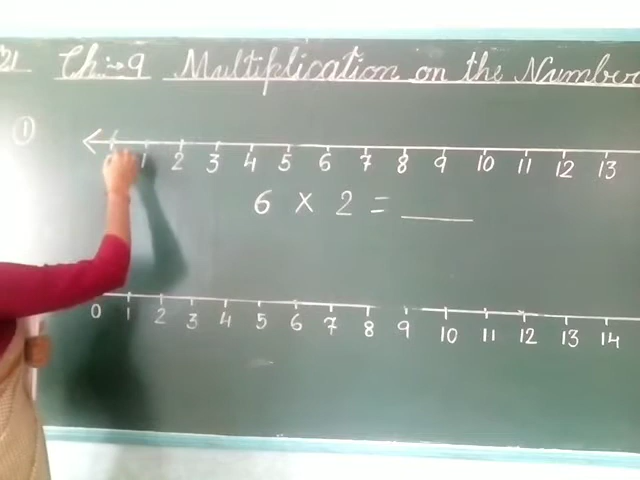 21 Ch:→9 Multiplication on the Number
①
1 2 3 4 5 6 7 8 9 10 11 12 13
6 × 2 = ____
0 1 2 3 4 5 6 7 8 9 10 11 12 13 14